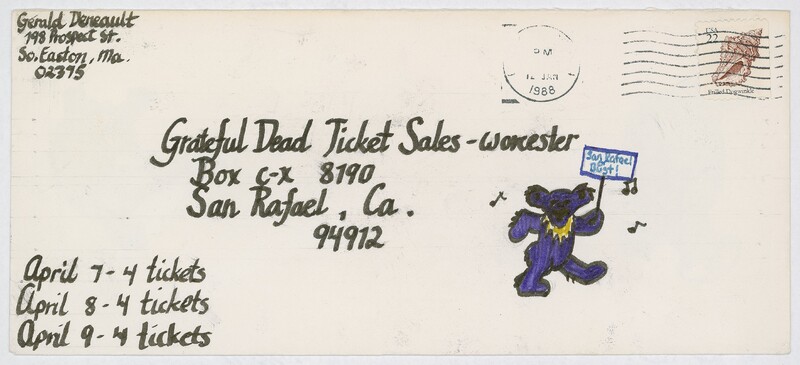 Gerald Deneault
198 Prospect St.
So. Easton, Ma.
02375
PM
12 JAN
1988
USA
22
Frilled Dogwinkle
Grateful Dead Ticket Sales - Worcester
Box C-X 8190
San Rafael, Ca.
94912
San Rafael
or
Bust!
April 7 - 4 tickets
April 8 - 4 tickets
April 9 - 4 tickets